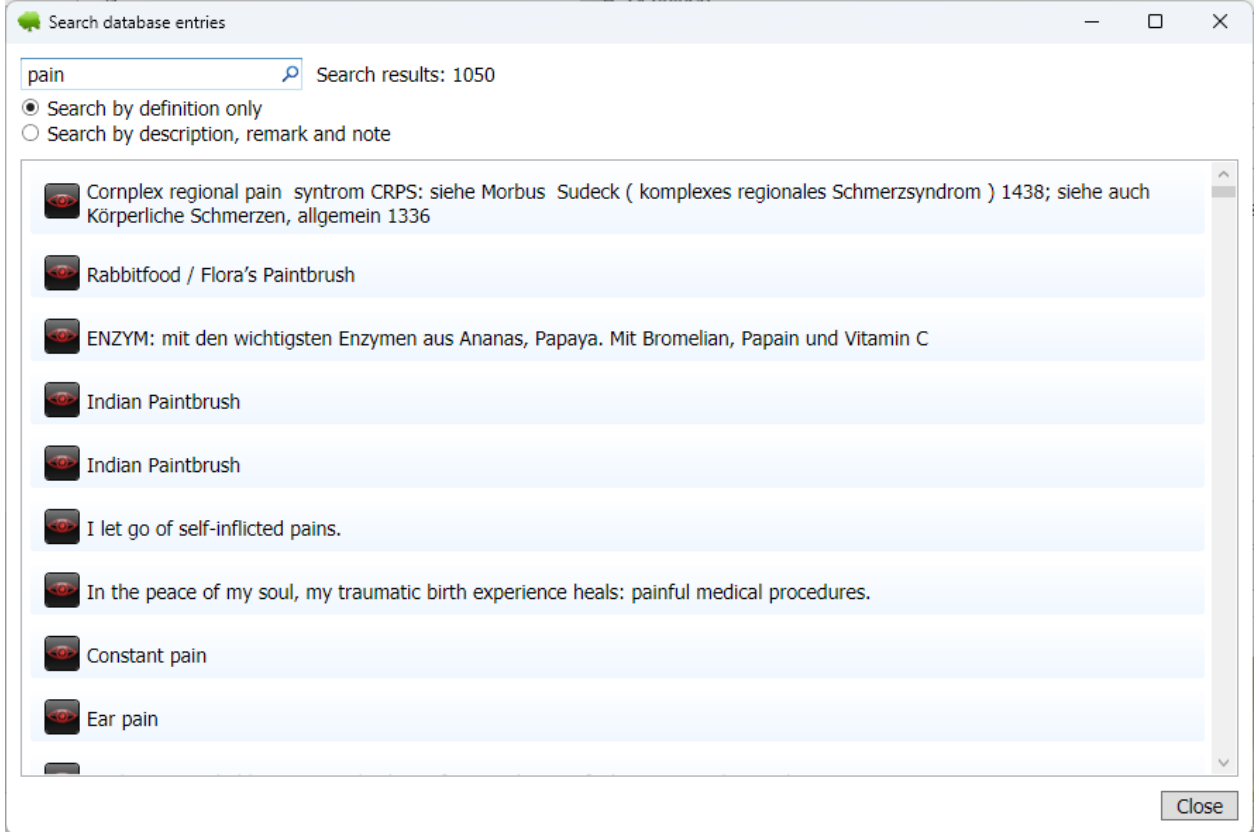 Search database entries
pain
Search results: 1050
Search by definition only
Search by description, remark and note
Cornplex regional pain  syntrom CRPS: siehe Morbus  Sudeck ( komplexes regionales Schmerzsyndrom ) 1438; siehe auch
Körperliche Schmerzen, allgemein 1336
Rabbitfood / Flora’s Paintbrush
ENZYM: mit den wichtigsten Enzymen aus Ananas, Papaya. Mit Bromelian, Papain und Vitamin C
Indian Paintbrush
Indian Paintbrush
I let go of self-inflicted pains.
In the peace of my soul, my traumatic birth experience heals: painful medical procedures.
Constant pain
Ear pain
Close